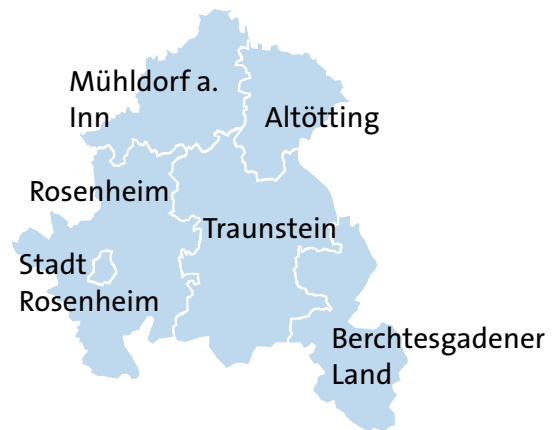 Mühldorf a.
Inn
Altötting
Rosenheim
Traunstein
Stadt
Rosenheim
Berchtesgadener
Land